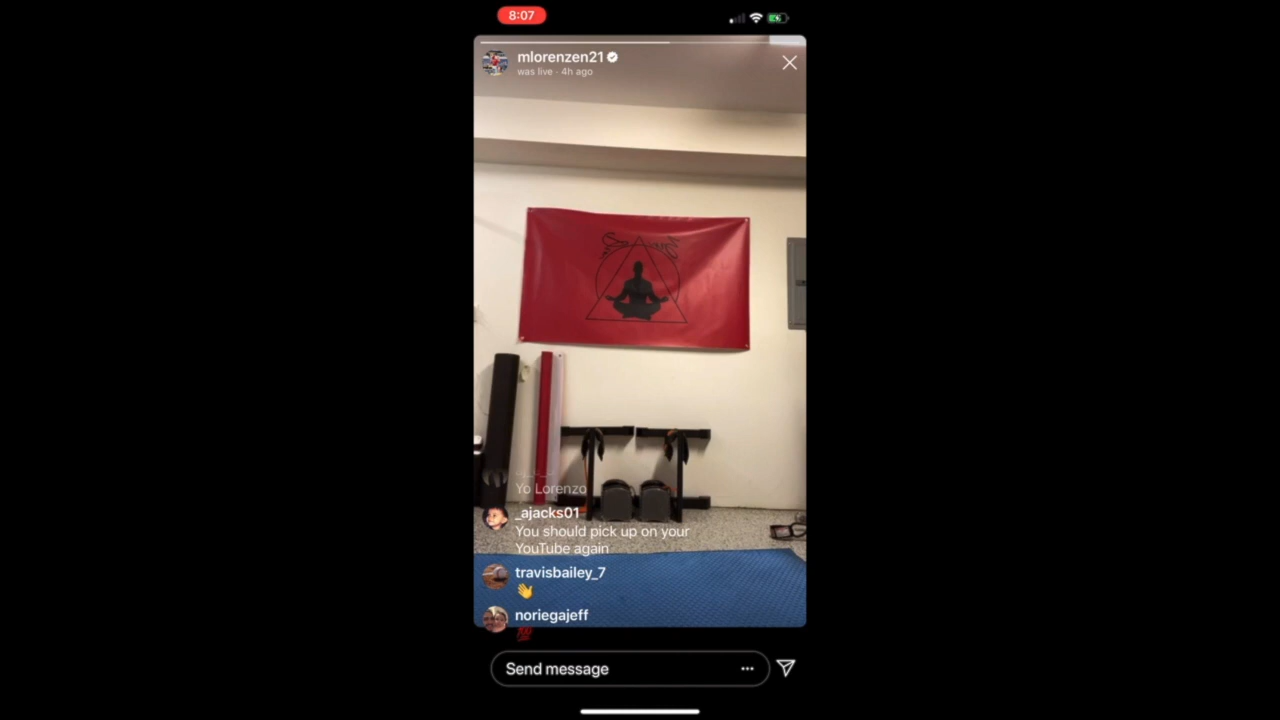 8:07
mlorenzen21
was live · 4h ago
Yo Lorenzo
_ajacks01
You should pick up on your
YouTube again
travisbailey_7
👋
noriegajeff
💯
Send message